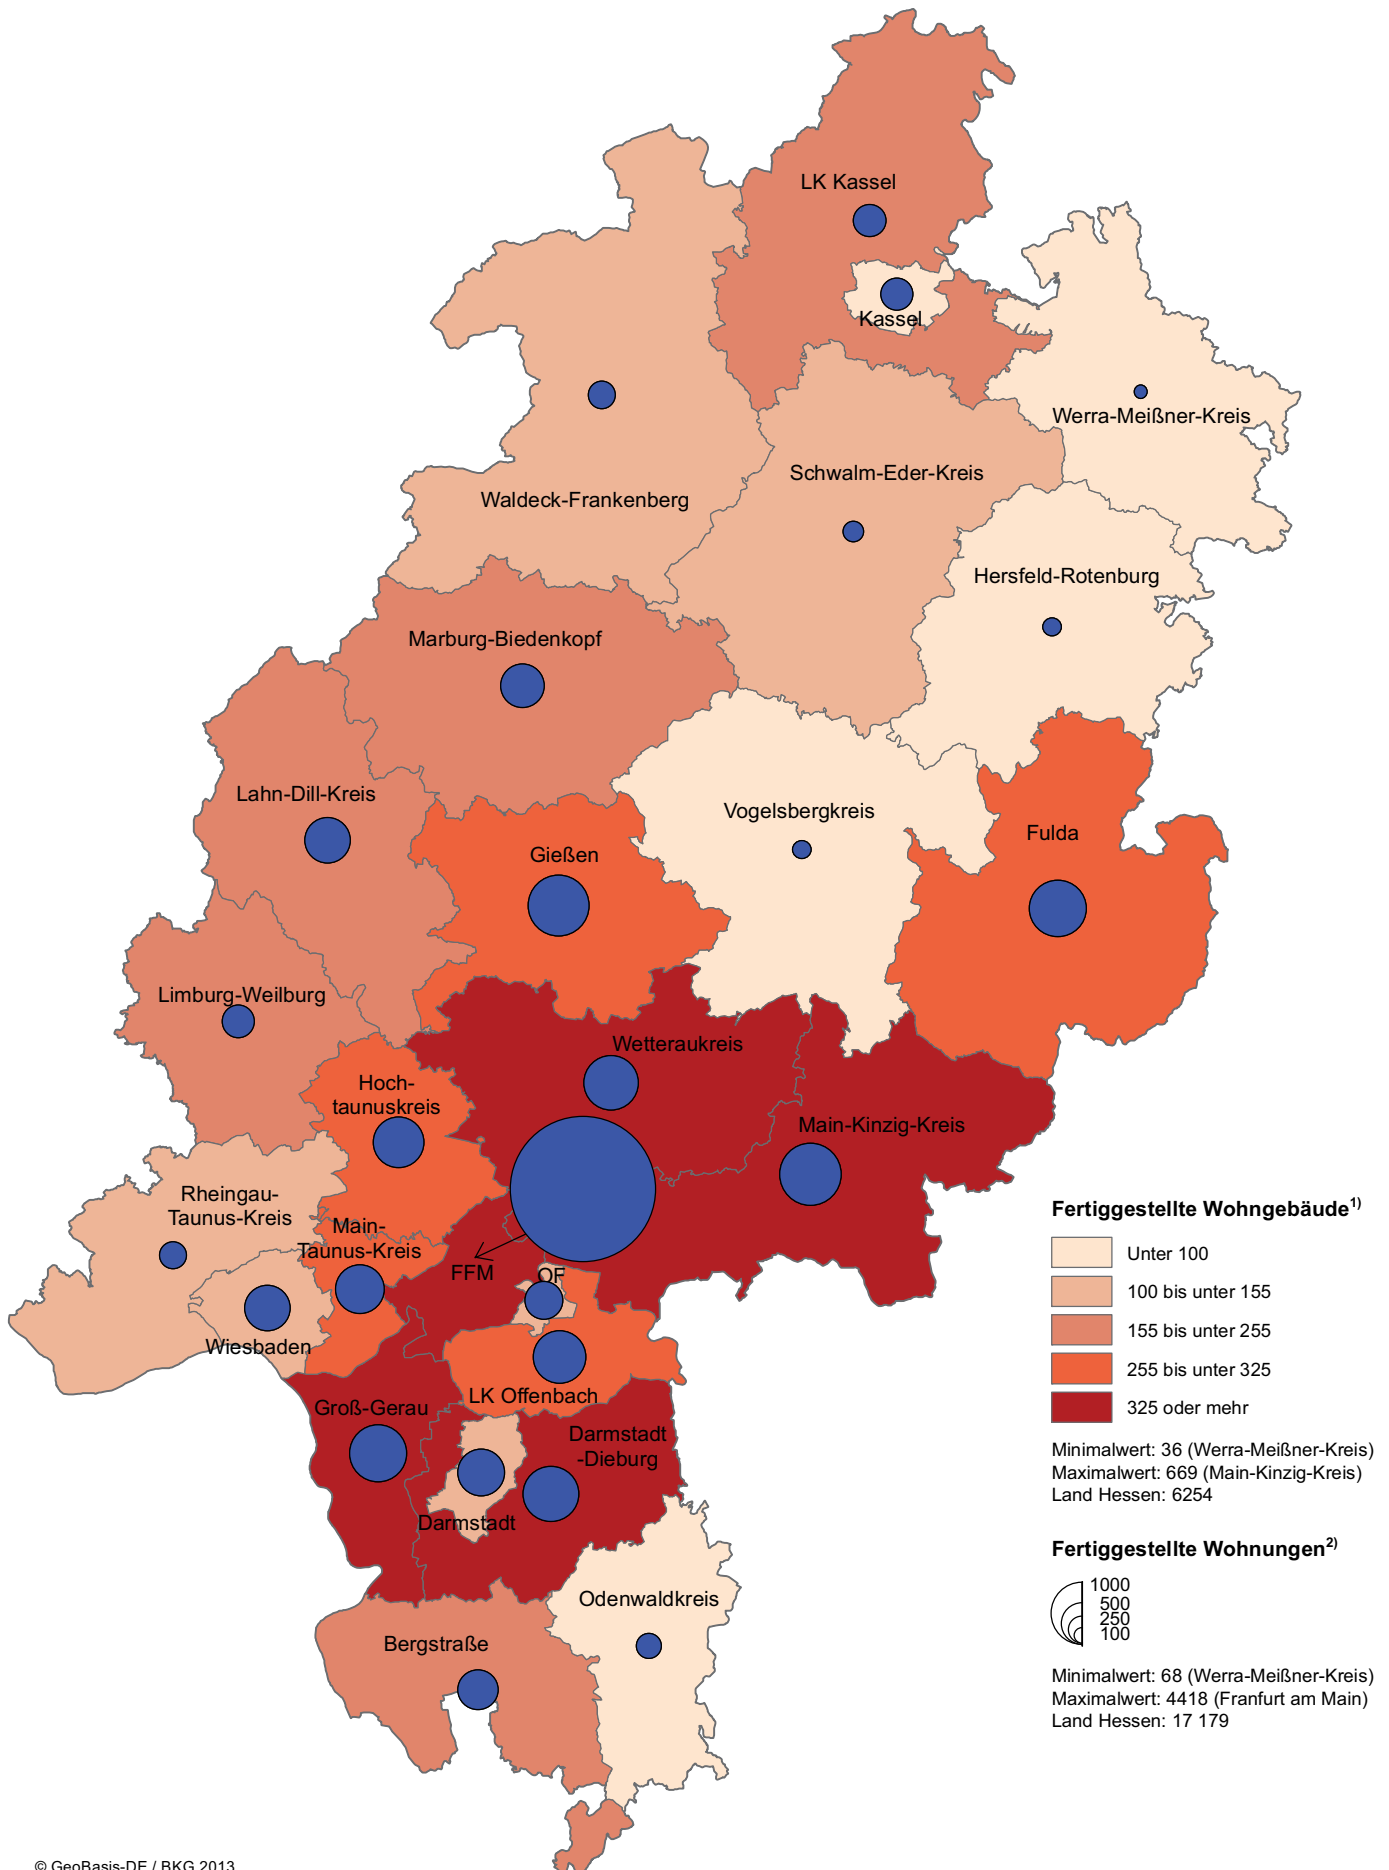 LK Kassel
Kassel
Werra-Meißner-Kreis
Schwalm-Eder-Kreis
Waldeck-Frankenberg
Hersfeld-Rotenburg
Marburg-Biedenkopf
Lahn-Dill-Kreis
Vogelsbergkreis
Fulda
Gießen
Limburg-Weilburg
Wetteraukreis
Hoch-
taunuskreis
Main-Kinzig-Kreis
Rheingau-
Taunus-Kreis
Main-
Taunus-Kreis
FFM
OF
Wiesbaden
LK Offenbach
Groß-Gerau
Darmstadt
-Dieburg
Darmstadt
Odenwaldkreis
Bergstraße
Fertiggestellte Wohngebäude1)
Unter 100
100 bis unter 155
155 bis unter 255
255 bis unter 325
325 oder mehr
Minimalwert: 36 (Werra-Meißner-Kreis)
Maximalwert: 669 (Main-Kinzig-Kreis)
Land Hessen: 6254
Fertiggestellte Wohnungen2)
1000
500
250
100
Minimalwert: 68 (Werra-Meißner-Kreis)
Maximalwert: 4418 (Franfurt am Main)
Land Hessen: 17 179
© GeoBasis-DE / BKG 2013